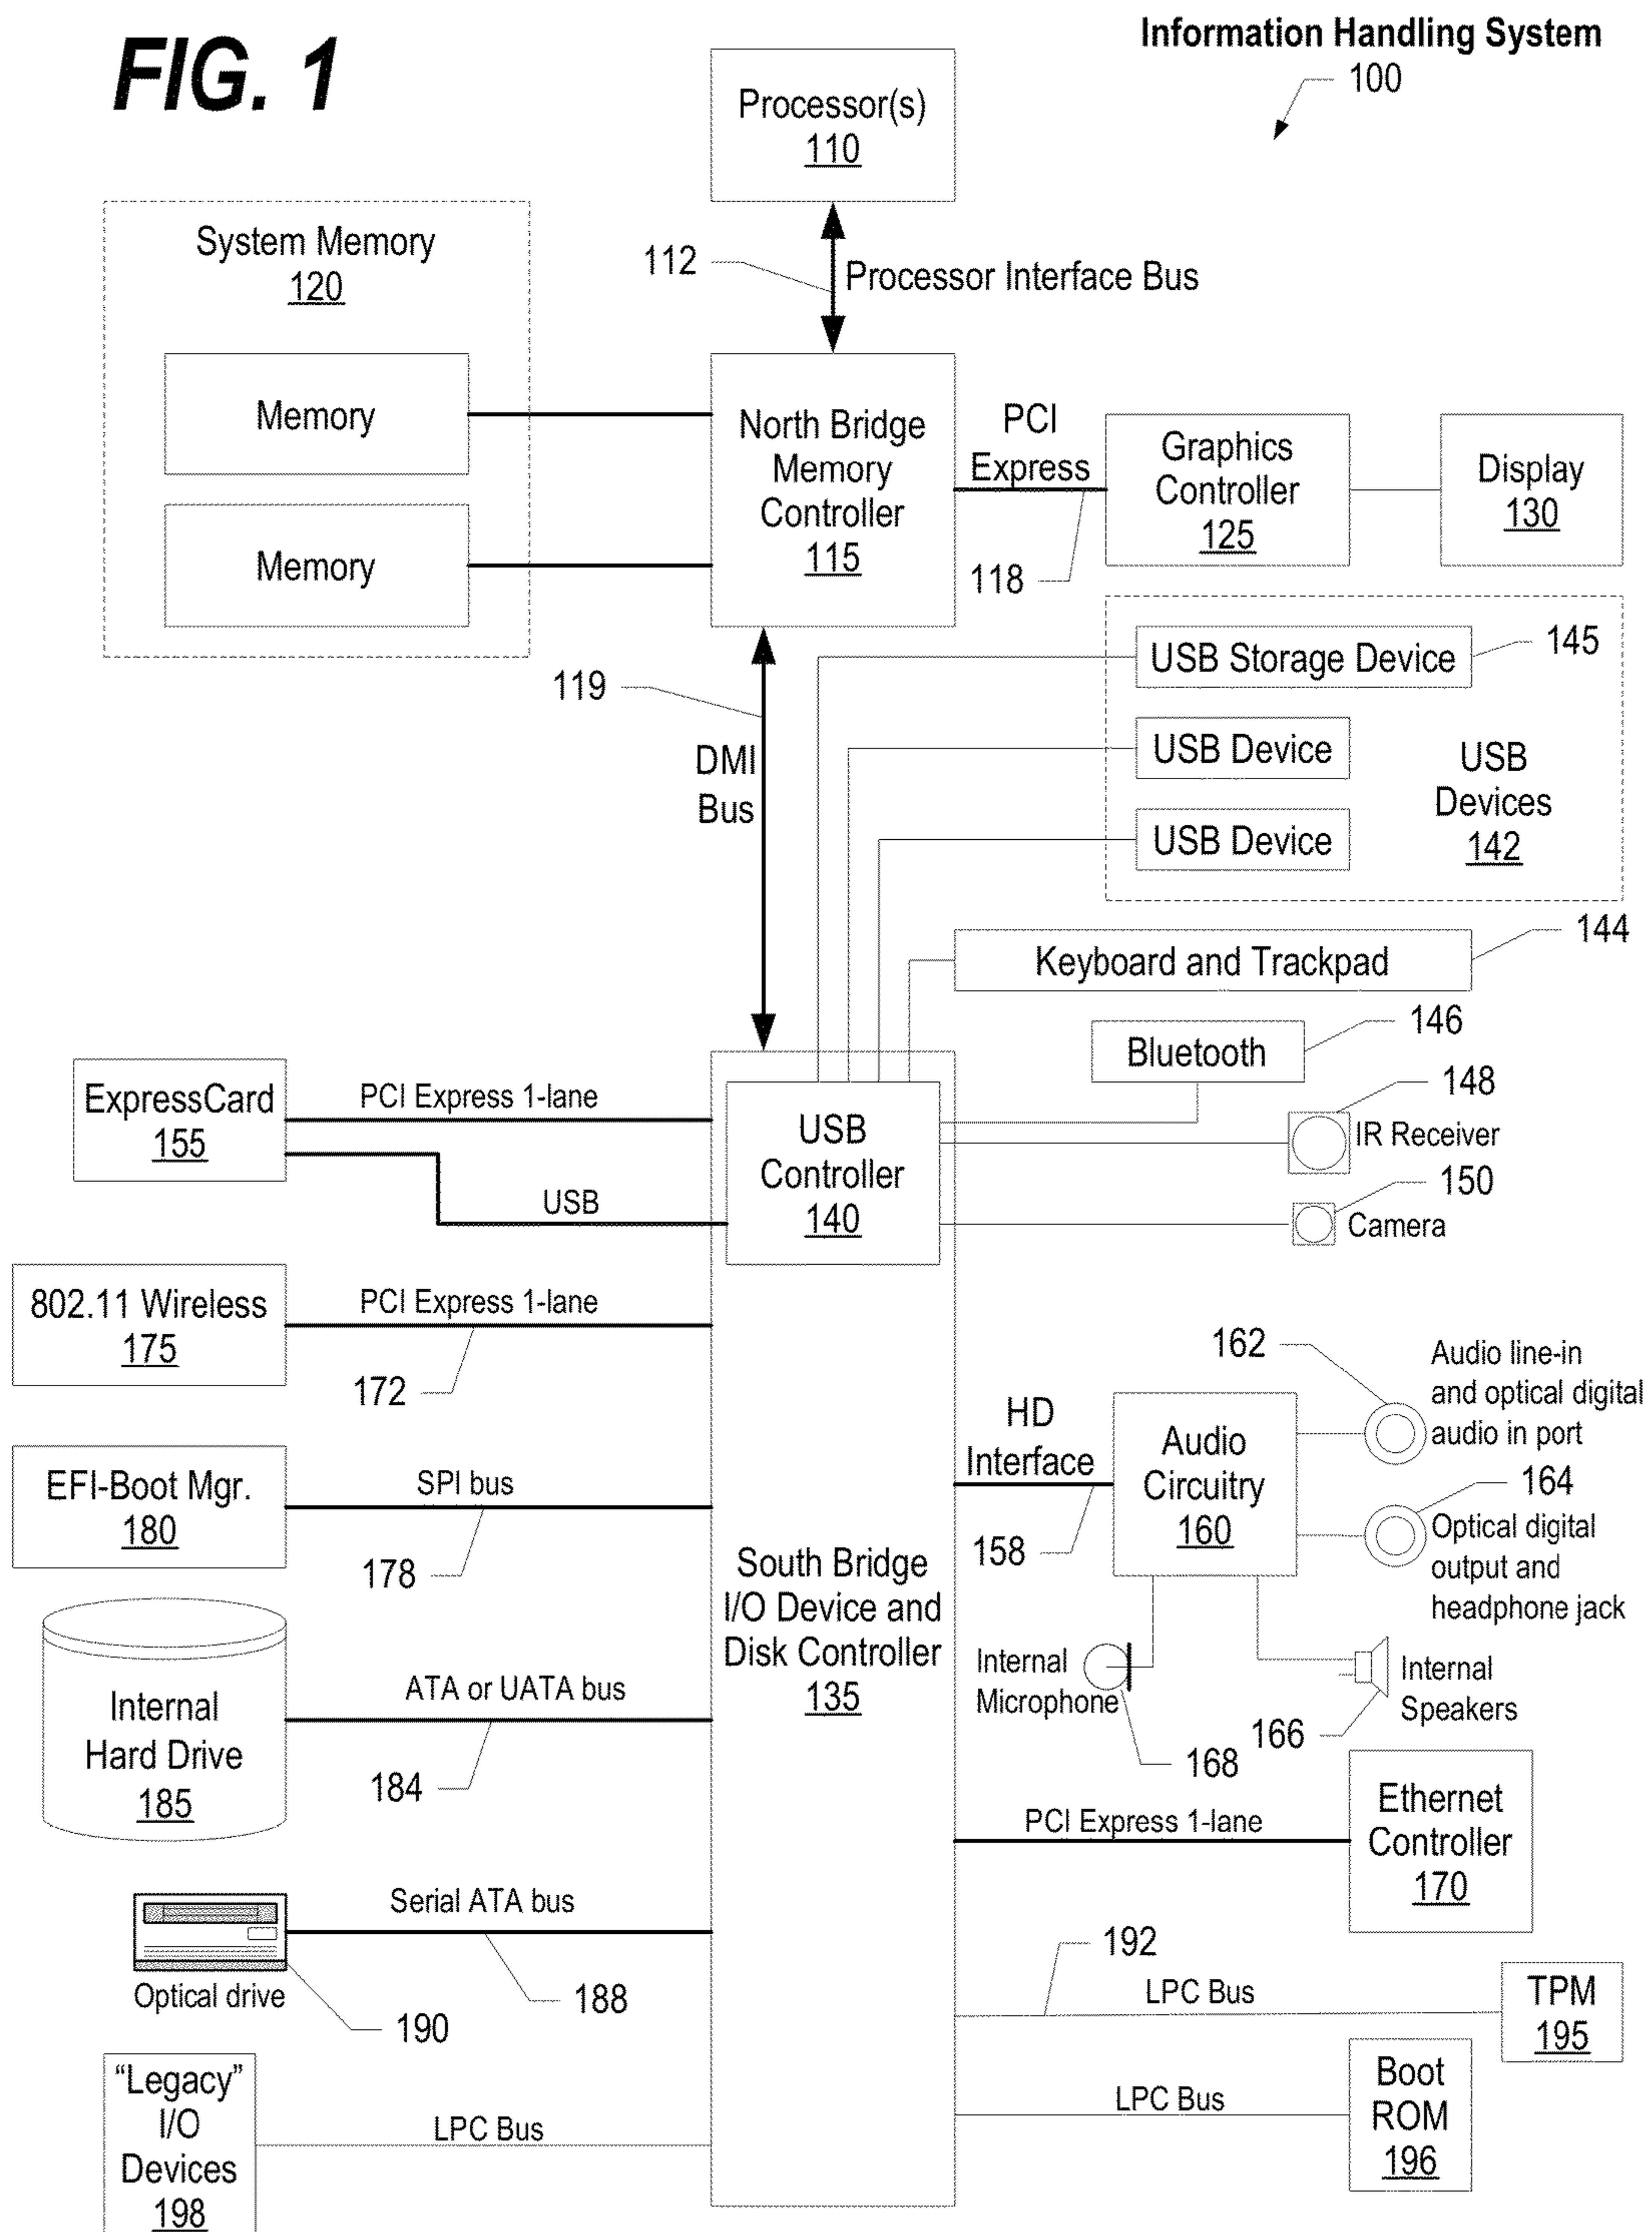 FIG. 1
Information Handling System
100
Processor(s)
110
System Memory
120
112
Processor Interface Bus
Memory
Memory
North Bridge
Memory
Controller
115
PCI
Express
118
Graphics
Controller
125
Display
130
119
DMI
Bus
USB Storage Device
145
USB Device
USB Device
USB
Devices
142
144
Keyboard and Trackpad
146
Bluetooth
148
IR Receiver
150
Camera
ExpressCard
155
PCI Express 1-lane
USB
USB
Controller
140
802.11 Wireless
175
PCI Express 1-lane
172
162
Audio line-in
and optical digital
audio in port
HD
Interface
158
Audio
Circuitry
160
164
Optical digital
output and
headphone jack
EFI-Boot Mgr.
180
SPI bus
178
South Bridge
I/O Device and
Disk Controller
135
Internal
Microphone
168
Internal
Speakers
166
Internal
Hard Drive
185
ATA or UATA bus
184
PCI Express 1-lane
Ethernet
Controller
170
Serial ATA bus
188
Optical drive
190
192
LPC Bus
TPM
195
"Legacy"
I/O
Devices
198
LPC Bus
LPC Bus
Boot
ROM
196